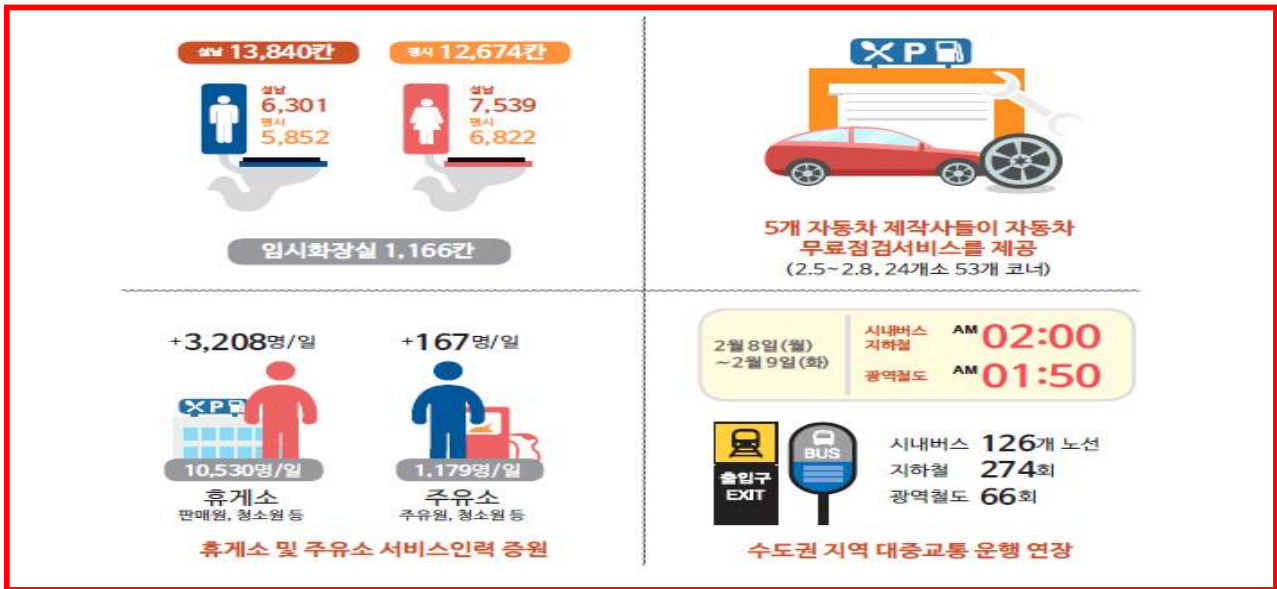 설날 13,840칸
평시 12,674칸
설날
6,301
평시
5,852
설날
7,539
평시
6,822
임시화장실 1,166칸
P
5개 자동차 제작사들이 자동차
무료점검서비스를 제공
(2.5~2.8, 24개소 53개 코너)
+3,208명/일
+167명/일
P
10,530명/일
1,179명/일
휴게소
판매원, 청소원 등
주유소
주유원, 청소원 등
휴게소 및 주유소 서비스인력 증원
2월 8일(월)
~2월 9일(화)
시내버스
지하철
AM 02:00
광역철도 AM 01:50
출입구
EXIT
BUS
시내버스 126개 노선
지하철 274회
광역철도 66회
수도권 지역 대중교통 운행 연장